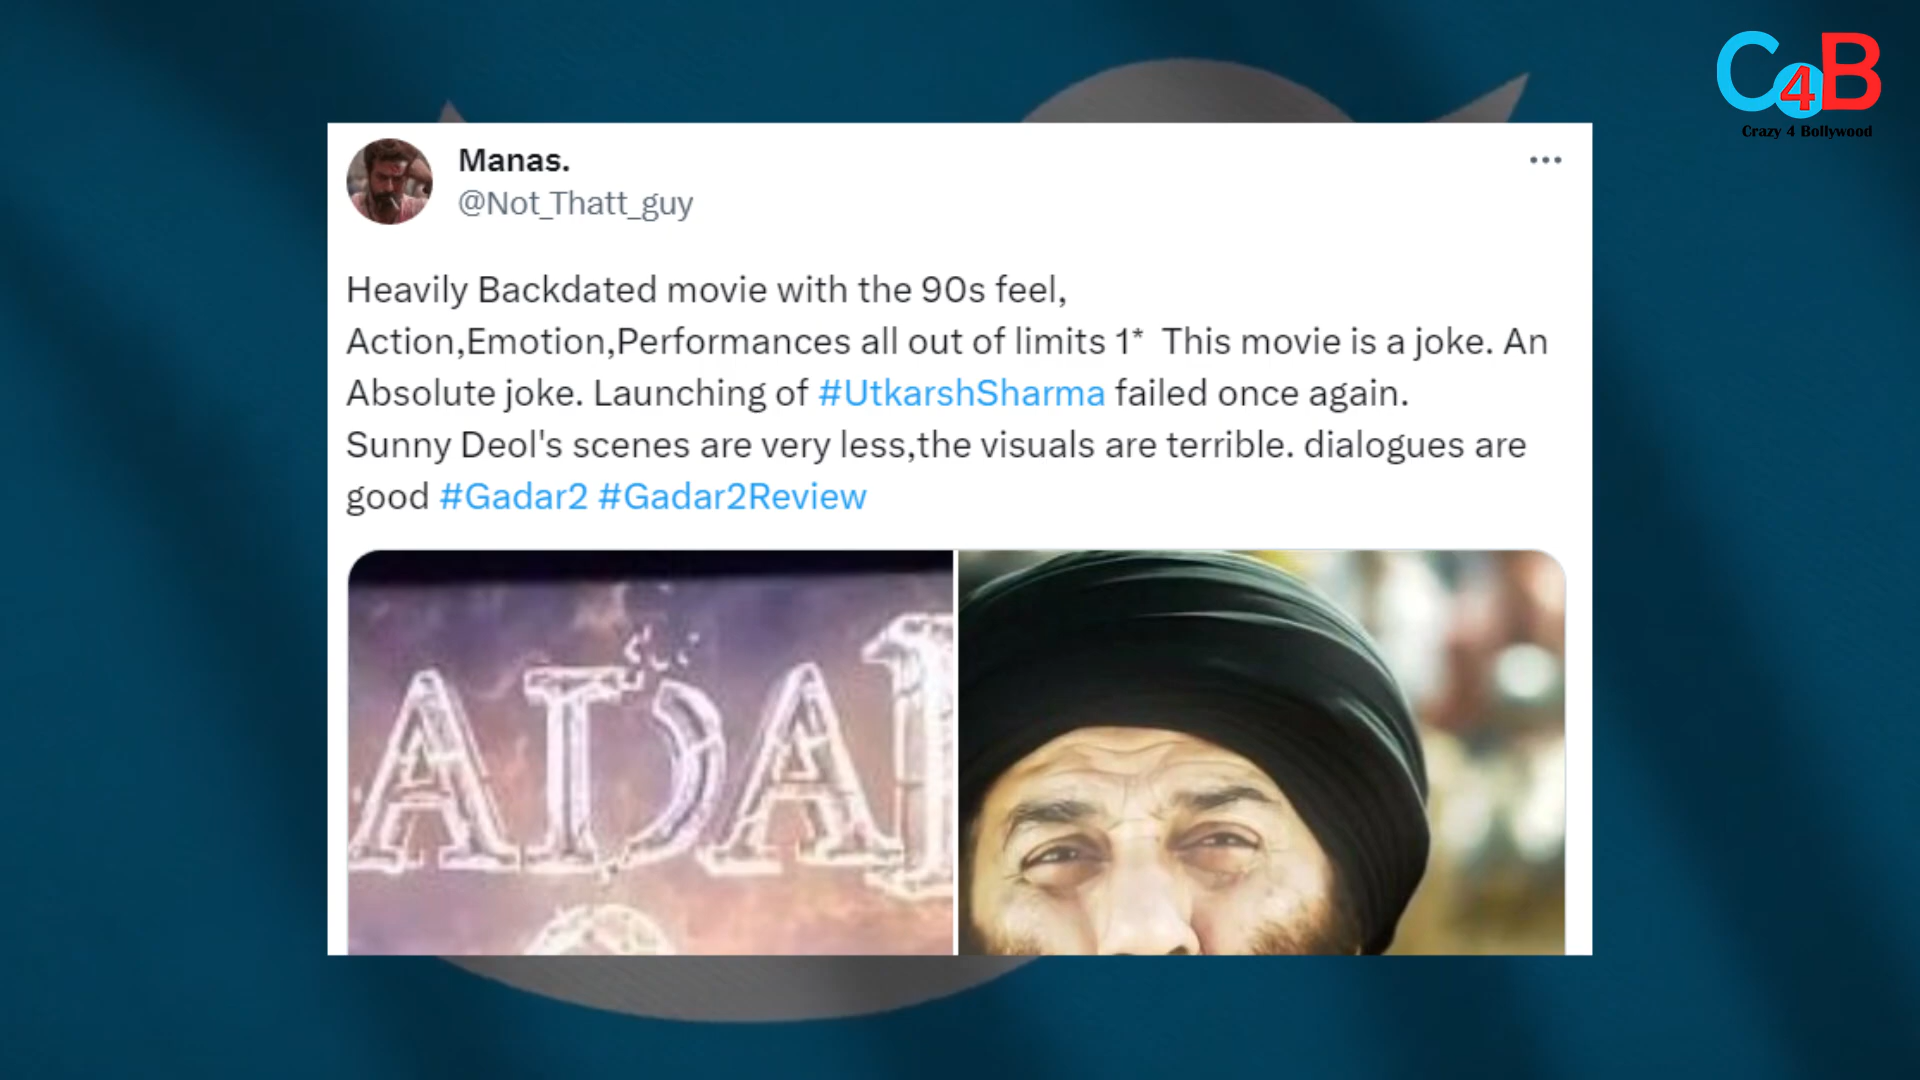 C4B
Crazy 4 Bollywood
Manas.
@Not_Thatt_guy
Heavily Backdated movie with the 90s feel,
Action,Emotion,Performances all out of limits 1*  This movie is a joke. An
Absolute joke. Launching of #UtkarshSharma failed once again.
Sunny Deol's scenes are very less,the visuals are terrible. dialogues are
good #Gadar2 #Gadar2Review
ADA